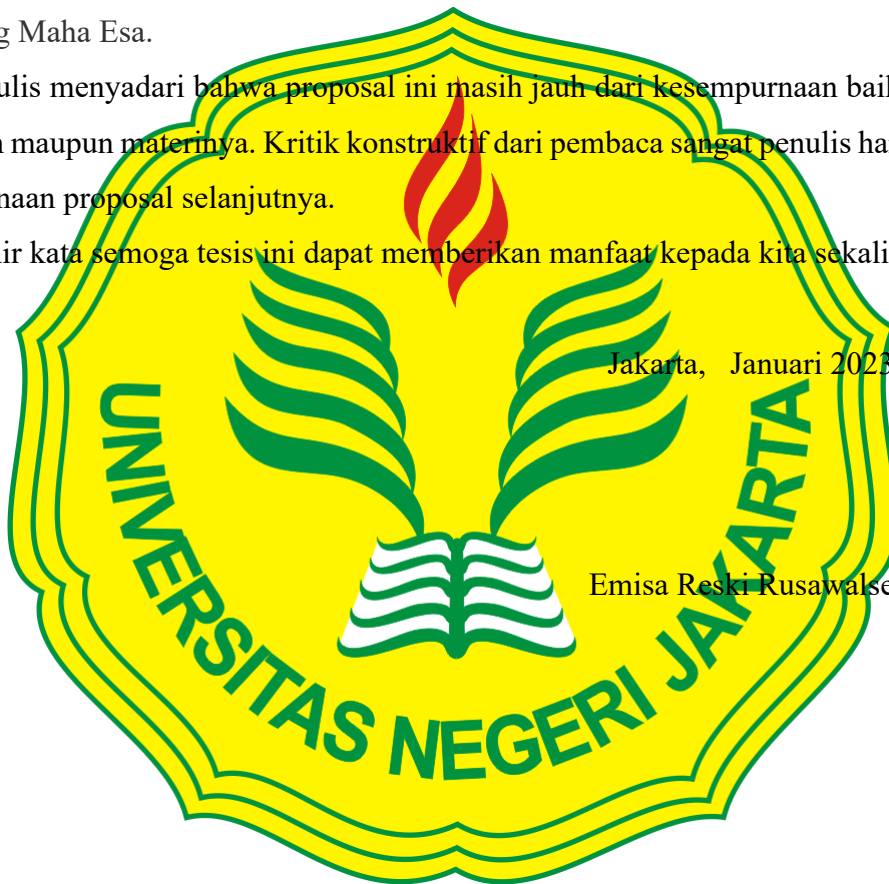 g Maha Esa.
ulis menyadari bahwa proposal ini masih jauh dari kesempurnaan baik
n maupun materinya. Kritik konstruktif dari pembaca sangat penulis ha
naan proposal selanjutnya.
ir kata semoga tesis ini dapat memberikan manfaat kepada kita sekali
Jakarta, Januari 2023
Emisa Reski Rusawalse
UNIVERSITAS NEGERI JAKARTA